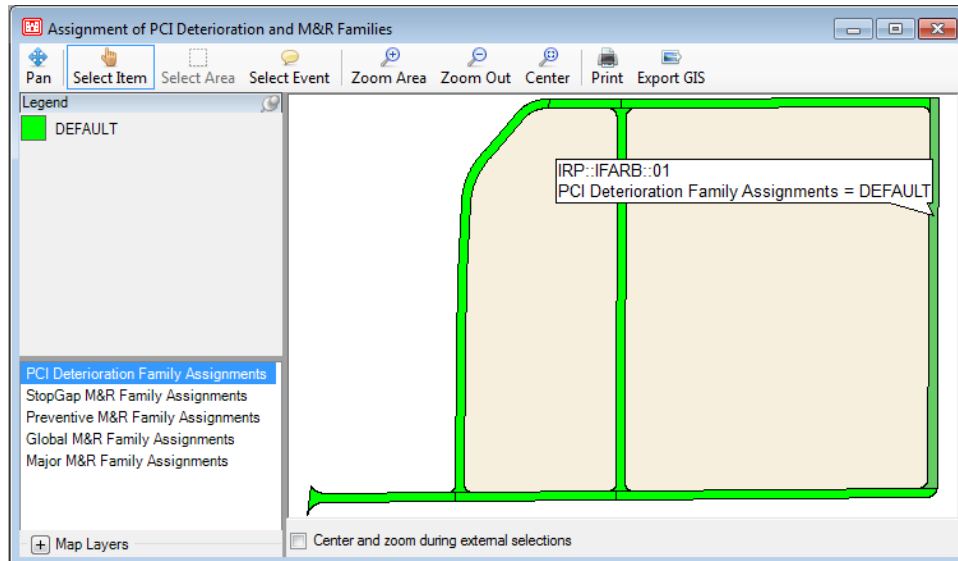 Assignment of PCI Deterioration and M&R Families
Pan Select Item Select Area Select Event Zoom Area Zoom Out Center Print Export GIS
Legend
DEFAULT
IRP::IFARB::01
PCI Deterioration Family Assignments = DEFAULT
PCI Deterioration Family Assignments
StopGap M&R Family Assignments
Preventive M&R Family Assignments
Global M&R Family Assignments
Major M&R Family Assignments
Map Layers
Center and zoom during external selections